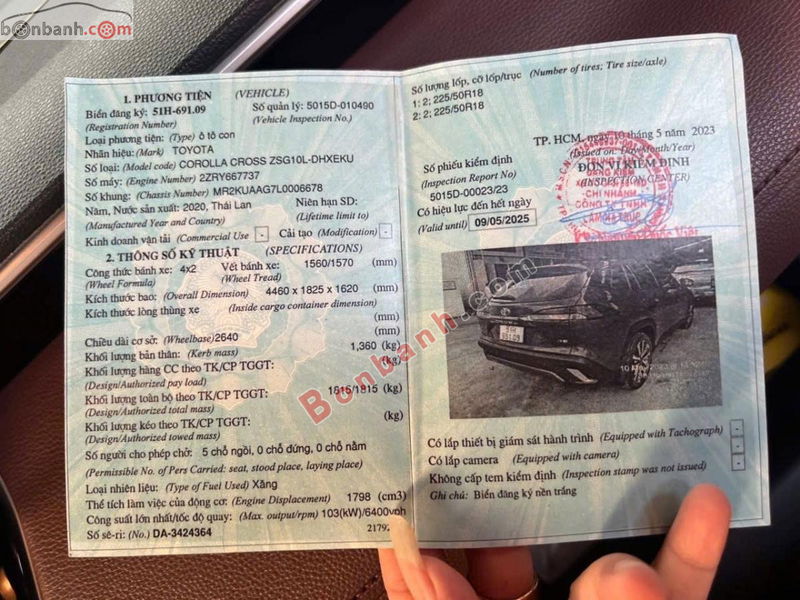 bonbanh.com
1. PHƯƠNG TIỆN (VEHICLE)
Biển đăng ký: 51H-691.09 Số quản lý: 5015D-010490
(Registration Number) (Vehicle Inspection No.)
Loại phương tiện: (Type) ô tô con
Nhãn hiệu: (Mark) TOYOTA
Số loại: (Model code) COROLLA CROSS ZSG10L-DHXEKU
Số máy: (Engine Number) 2ZRY667737
Số khung: (Chassis Number) MR2KUAAG7L0006678
Năm, Nước sản xuất: 2020, Thái Lan Niên hạn SD:
(Manufactured Year and Country) (Lifetime limit to)
Kinh doanh vận tải (Commercial Use) - Cải tạo (Modification) -
2. THÔNG SỐ KỸ THUẬT (SPECIFICATIONS)
Công thức bánh xe: 4x2 Vết bánh xe: 1560/1570 (mm)
(Wheel Formula) (Wheel Tread)
Kích thước bao: (Overall Dimension) 4460 x 1825 x 1620 (mm)
Kích thước lòng thùng xe (Inside cargo container dimension)
(mm)
(mm)
Chiều dài cơ sở: (Wheelbase) 2640
Khối lượng bản thân: (Kerb mass) 1,360 (kg)
Khối lượng hàng CC theo TK/CP TGGT: (kg)
(Design/Authorized pay load)
Khối lượng toàn bộ theo TK/CP TGGT: 1815/1815 (kg)
(Design/Authorized total mass)
Khối lượng kéo theo TK/CP TGGT: (kg)
(Design/Authorized towed mass)
Số người cho phép chở: 5 chỗ ngồi, 0 chỗ đứng, 0 chỗ nằm
(Permissible No. of Pers Carried: seat, stood place, laying place)
Loại nhiên liệu: (Type of Fuel Used) Xăng
Thể tích làm việc của động cơ: (Engine Displacement) 1798 (cm3)
Công suất lớn nhất/tốc độ quay: (Max. output/rpm) 103(kW)/6400vph
Số sê-ri: (No.) DA-3424364
Số lượng lốp, cỡ lốp/trục (Number of tires; Tire size/axle)
1: 2; 225/50R18
2: 2; 225/50R18
TP. HCM, ngày 10 tháng 5 năm 2023
(Issued on: Day/Month/Year)
Số phiếu kiểm định ĐƠN VỊ KIỂM ĐỊNH
(Inspection Report No) (INSPECTION CENTER)
5015D-00023/23
Có hiệu lực đến hết ngày
(Valid until) 09/05/2025
CHI NHÁNH
CÔNG TY TNHH
Bonbanh.com
Có lắp thiết bị giám sát hành trình (Equipped with Tachograph) -
Có lắp camera (Equipped with camera) -
Không cấp tem kiểm định (Inspection stamp was not issued) -
Ghi chú: Biển đăng ký nền trắng